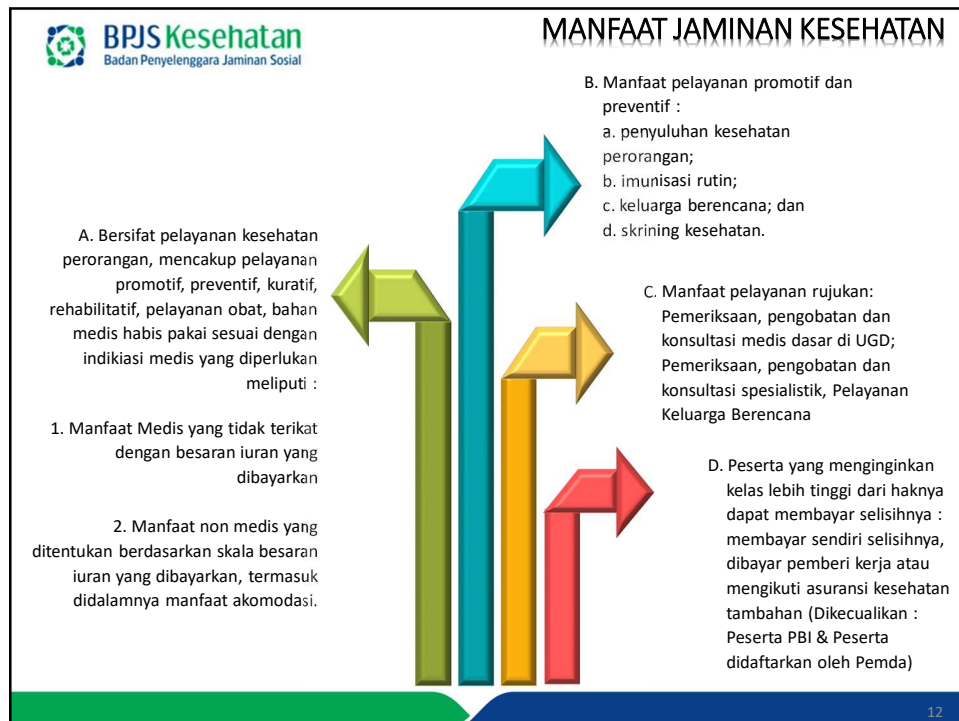 BPJS Kesehatan
Badan Penyelenggara Jaminan Sosial
MANFAAT JAMINAN KESEHATAN
A. Bersifat pelayanan kesehatan
perorangan, mencakup pelayanan
promotif, preventif, kuratif,
rehabilitatif, pelayanan obat, bahan
medis habis pakai sesuai dengan
indikiasi medis yang diperlukan
meliputi :
1. Manfaat Medis yang tidak terikat
dengan besaran iuran yang
dibayarkan
2. Manfaat non medis yang
ditentukan berdasarkan skala besaran
iuran yang dibayarkan, termasuk
didalamnya manfaat akomodasi.
B. Manfaat pelayanan promotif dan
preventif :
a. penyuluhan kesehatan
perorangan;
b. imunisasi rutin;
c. keluarga berencana; dan
d. skrining kesehatan.
C. Manfaat pelayanan rujukan:
Pemeriksaan, pengobatan dan
konsultasi medis dasar di UGD;
Pemeriksaan, pengobatan dan
konsultasi spesialistik, Pelayanan
Keluarga Berencana
D. Peserta yang menginginkan
kelas lebih tinggi dari haknya
dapat membayar selisihnya :
membayar sendiri selisihnya,
dibayar pemberi kerja atau
mengikuti asuransi kesehatan
tambahan (Dikecualikan :
Peserta PBI & Peserta
didaftarkan oleh Pemda)
12